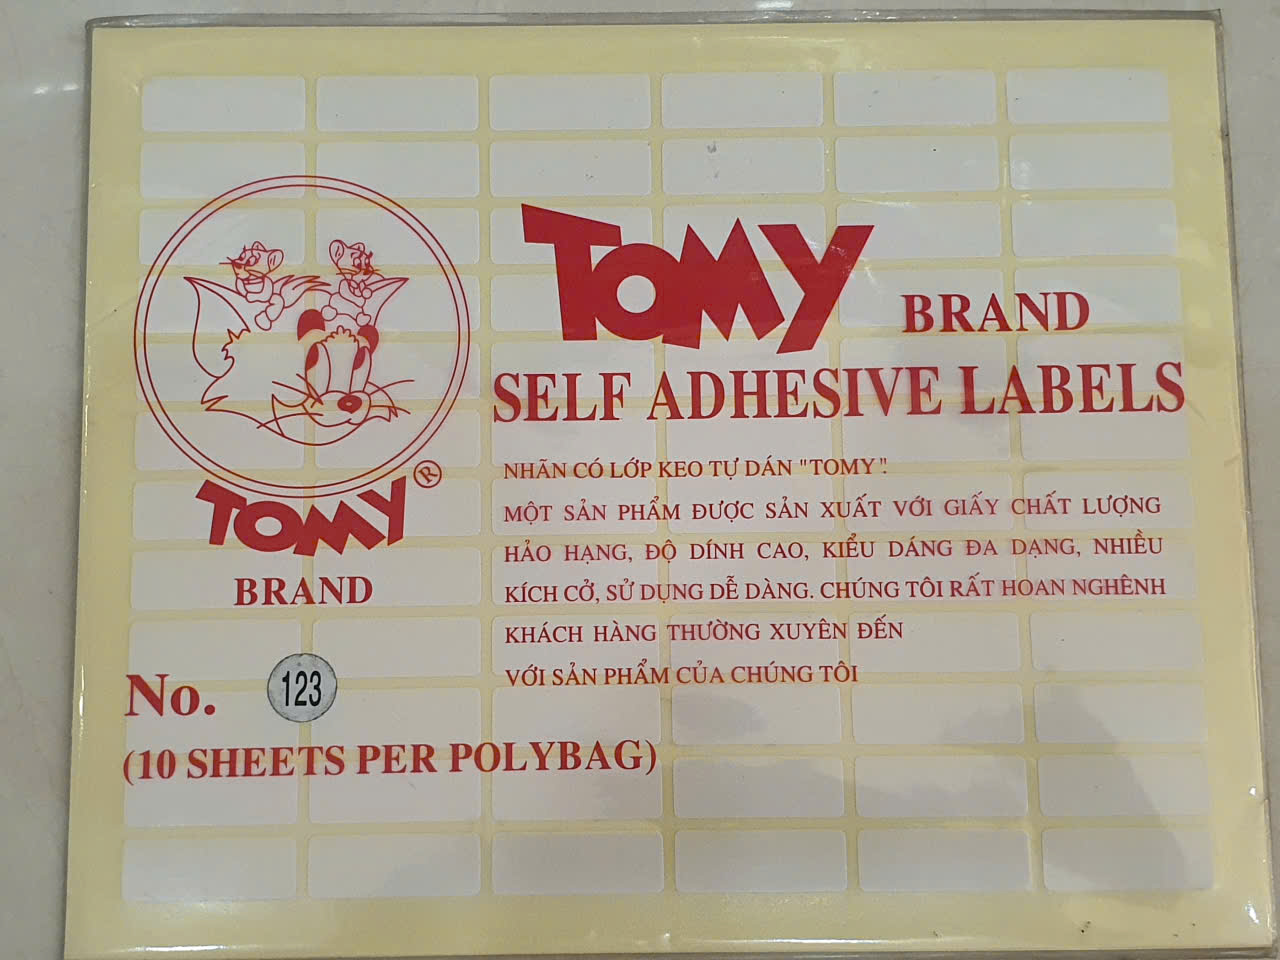 TOMY BRAND
SELF ADHESIVE LABELS
NHÃN CÓ LỚP KEO TỰ DÁN "TOMY".
MỘT SẢN PHẨM ĐƯỢC SẢN XUẤT VỚI GIẤY CHẤT LƯỢNG
HẢO HẠNG, ĐỘ DÍNH CAO, KIỂU DÁNG ĐA DẠNG, NHIỀU
KÍCH CỞ, SỬ DỤNG DỄ DÀNG. CHÚNG TÔI RẤT HOAN NGHÊNH
KHÁCH HÀNG THƯỜNG XUYÊN ĐẾN
VỚI SẢN PHẨM CỦA CHÚNG TÔI
TOMY ®
BRAND
No. 123
(10 SHEETS PER POLYBAG)